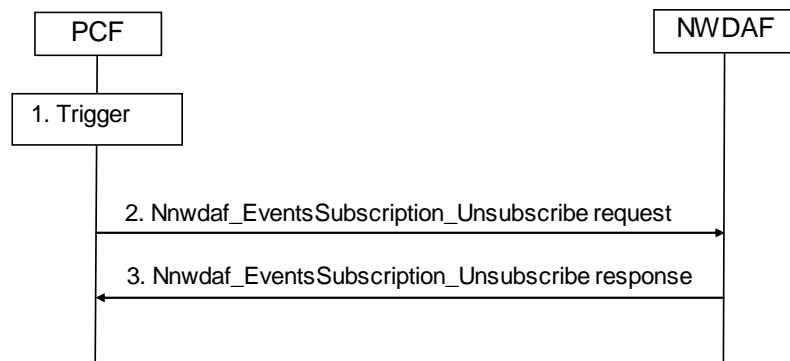 PCF
NWDAF
1. Trigger
2. Nnwdaf_EventsSubscription_Unsubscribe request
3. Nnwdaf_EventsSubscription_Unsubscribe response